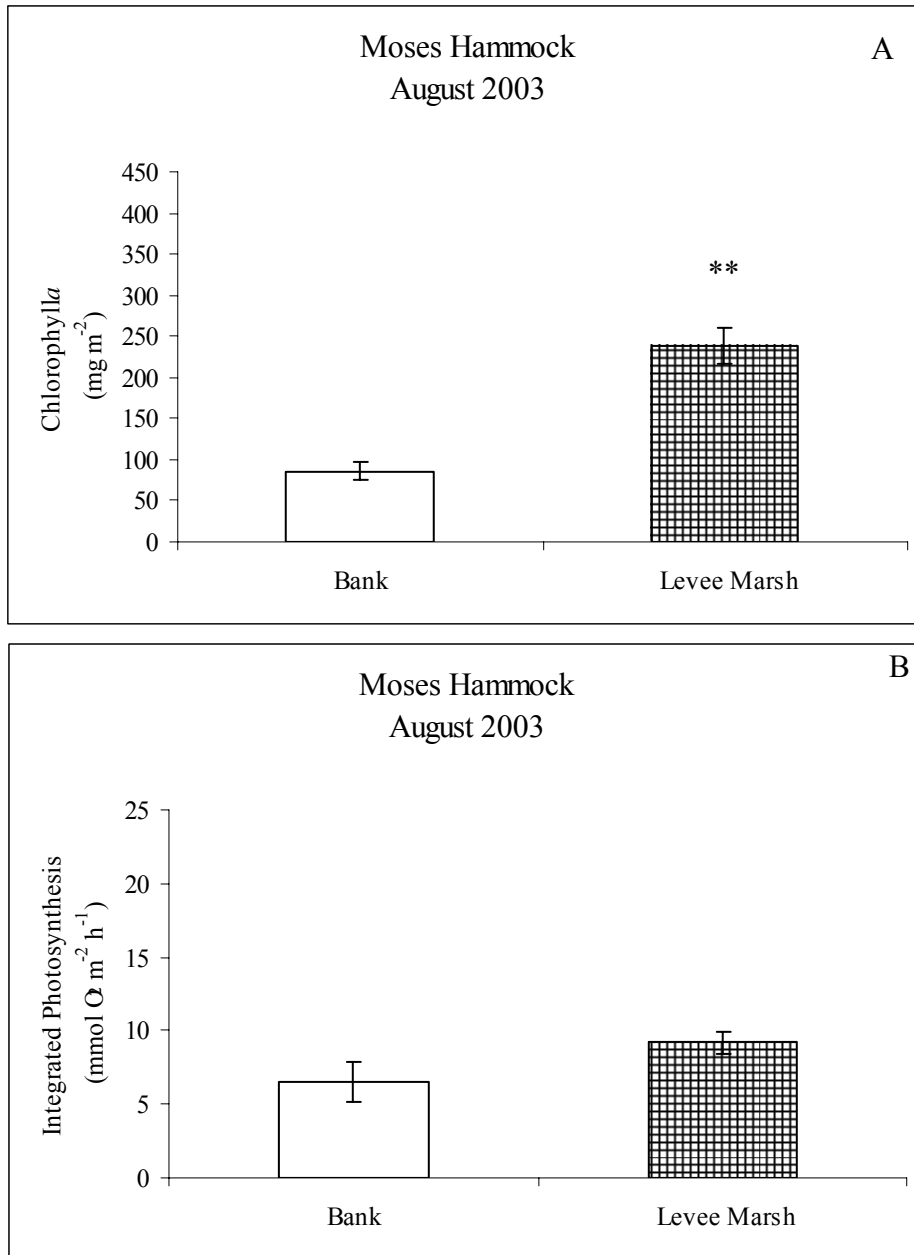 A
Moses Hammock
August 2003
Chlorophyll a
(mg m-2)
450
400
350
300
250
200
150
100
50
0
**
Bank Levee Marsh
B
Moses Hammock
August 2003
Integrated Photosynthesis
(mmol O2 m-2 h-1)
25
20
15
10
5
0
Bank Levee Marsh